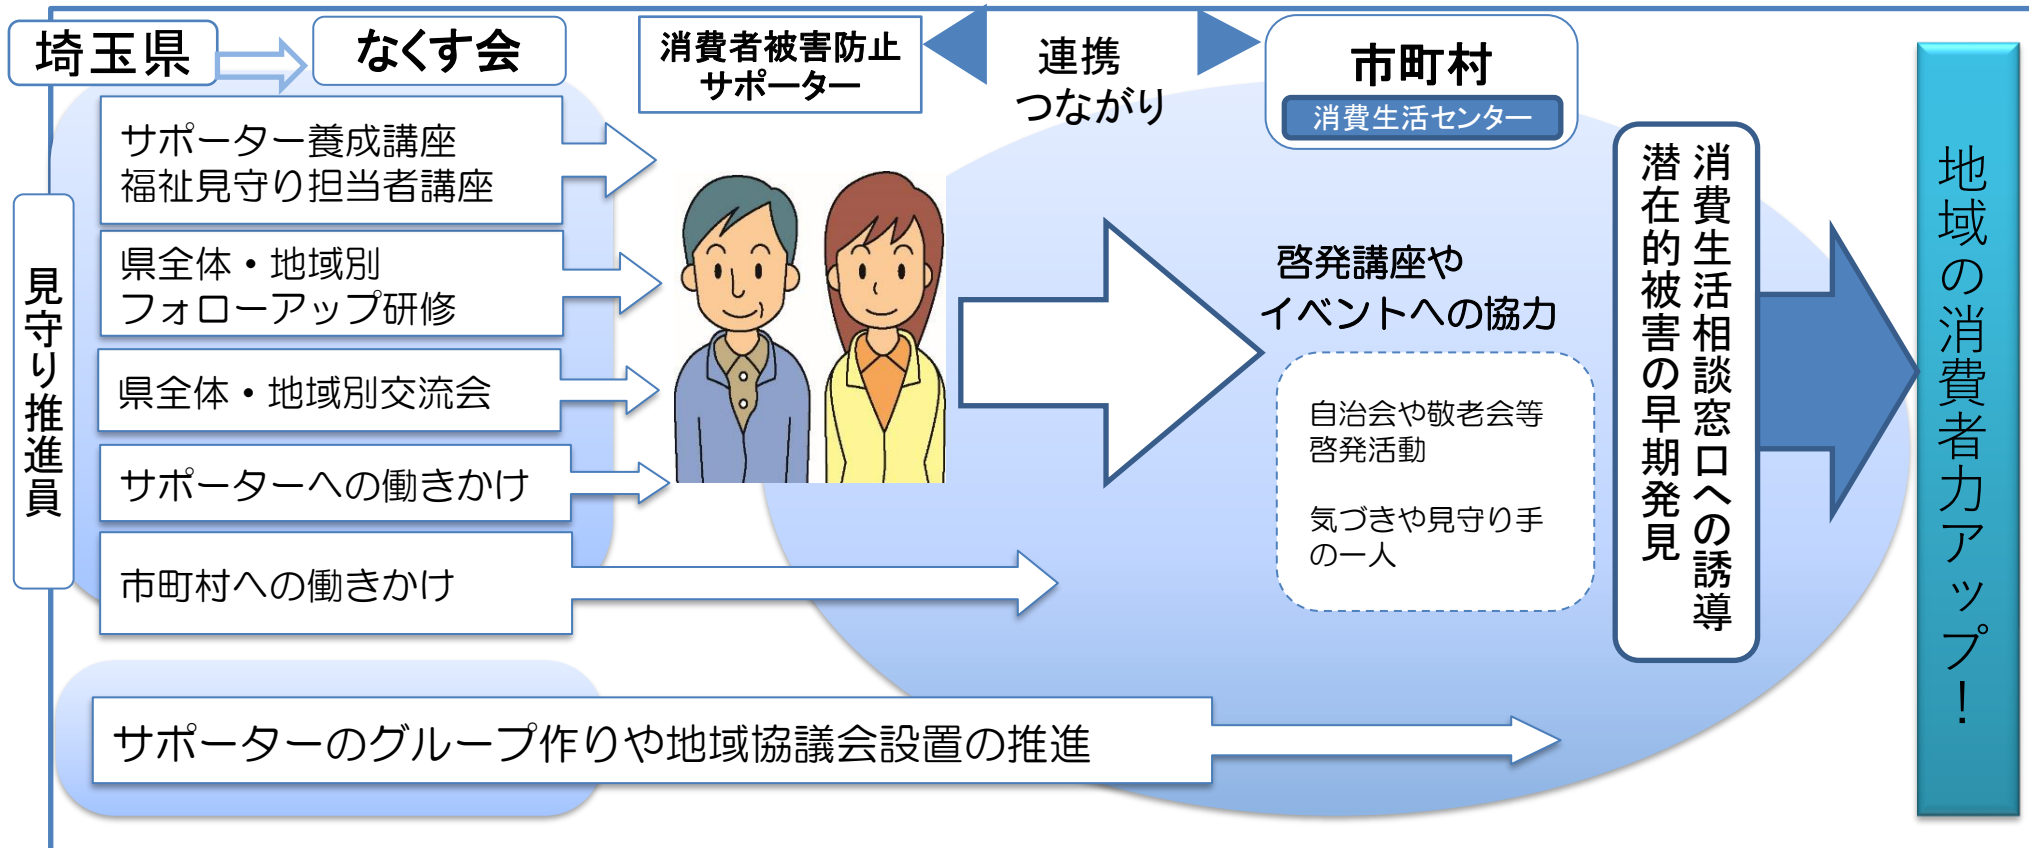 埼玉県
なくす会
消費者被害防止
サポーター
連携
つながり
市町村
消費生活センター
見守り推進員
サポーター養成講座
福祉見守り担当者講座
県全体・地域別
フォローアップ研修
県全体・地域別交流会
サポーターへの働きかけ
市町村への働きかけ
サポーターのグループ作りや地域協議会設置の推進
啓発講座や
イベントへの協力
自治会や敬老会等
啓発活動
気づきや見守り手
の一人
消費生活相談窓口への誘導
潜在的被害の早期発見
地域の消費者力アップ！